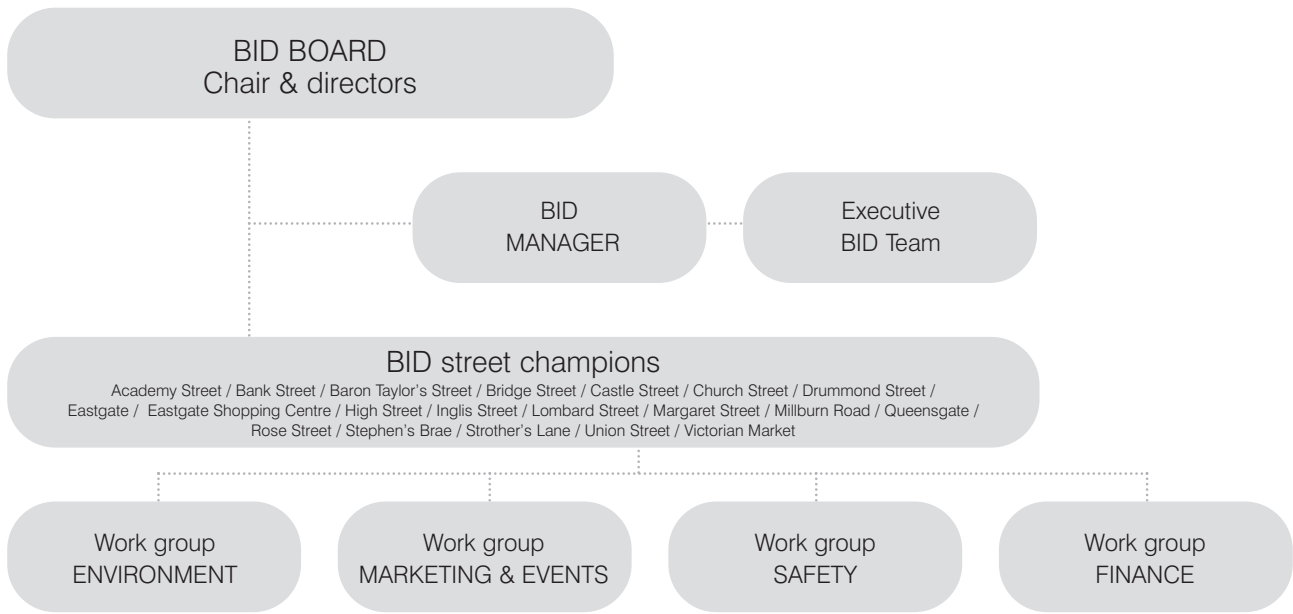 BID BOARD
Chair & directors
BID
MANAGER
Executive
BID Team
BID street champions
Academy Street / Bank Street / Baron Taylor's Street / Bridge Street / Castle Street / Church Street / Drummond Street /
Eastgate / Eastgate Shopping Centre / High Street / Inglis Street / Lombard Street / Margaret Street / Millburn Road / Queensgate /
Rose Street / Stephen's Brae / Strother's Lane / Union Street / Victorian Market
Work group
ENVIRONMENT
Work group
MARKETING & EVENTS
Work group
SAFETY
Work group
FINANCE